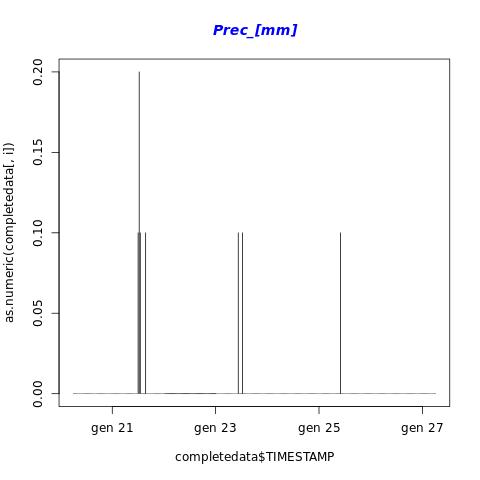 Prec_[mm]
0.20
0.15
0.10
0.05
0.00
as.numeric(completedata[, i])
gen 21 gen 23 gen 25 gen 27
completedata$TIMESTAMP